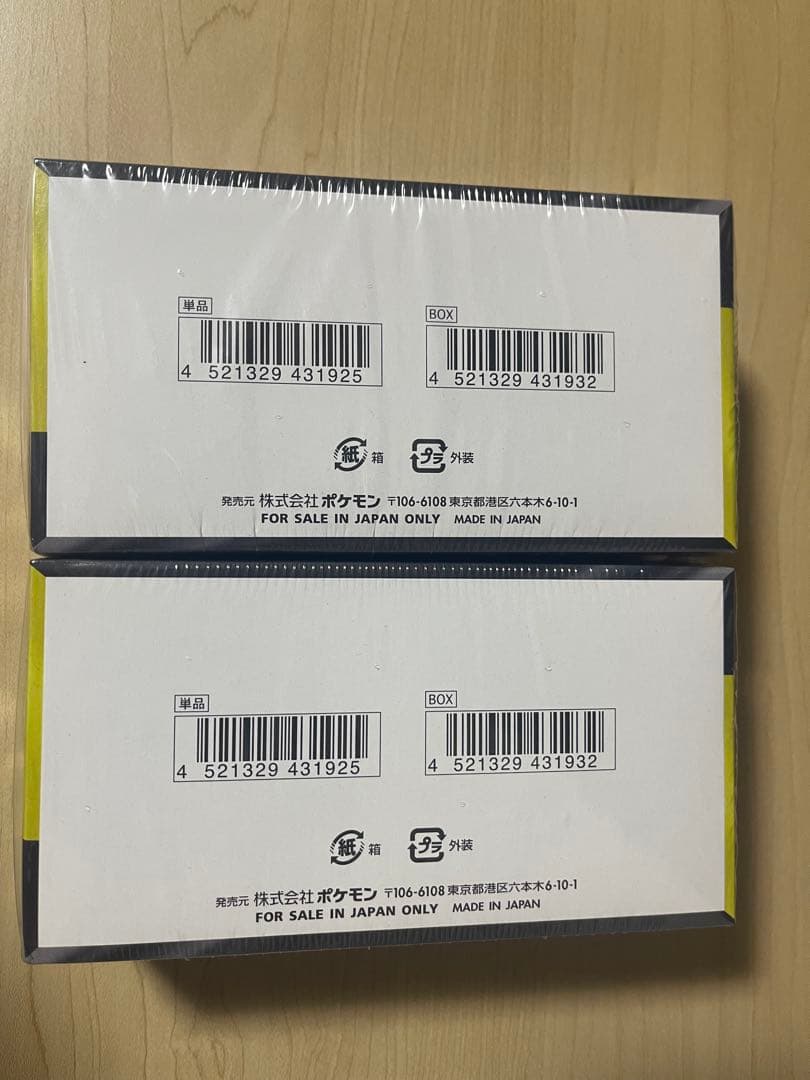 単品
BOX
4 521329 431925
4 521329 431932
紙 箱
プラ 外装
発売元 株式会社ポケモン 〒106-6108 東京都港区六本木6-10-1
FOR SALE IN JAPAN ONLY MADE IN JAPAN
単品
BOX
4 521329 431925
4 521329 431932
紙 箱
プラ 外装
発売元 株式会社ポケモン 〒106-6108 東京都港区六本木6-10-1
FOR SALE IN JAPAN ONLY MADE IN JAPAN